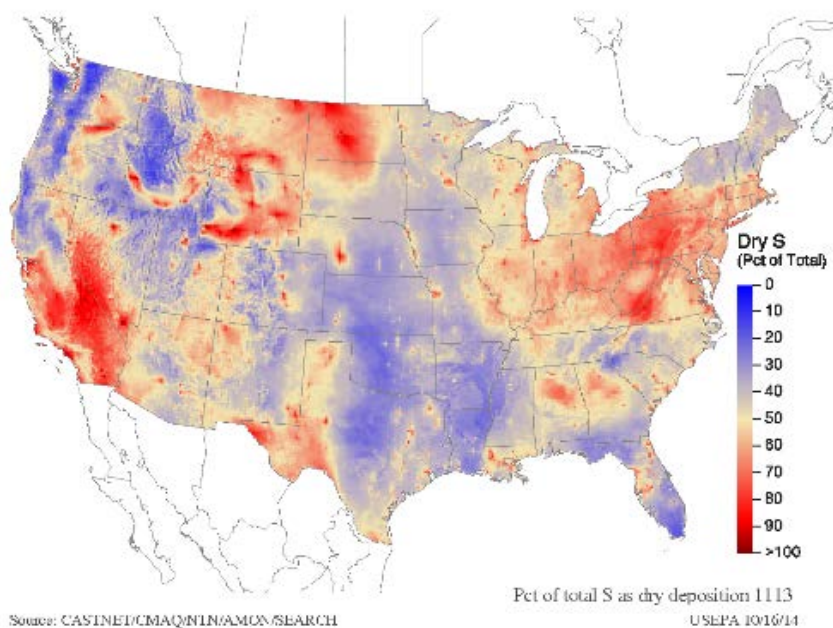 Dry S
(Pct of Total)
0
10
20
30
40
50
60
70
80
90
>100
Pct of total S as dry deposition 1113
Source: CASTNET/CMAQ/NTN/AMON/SEARCH
USEPA 10/16/14